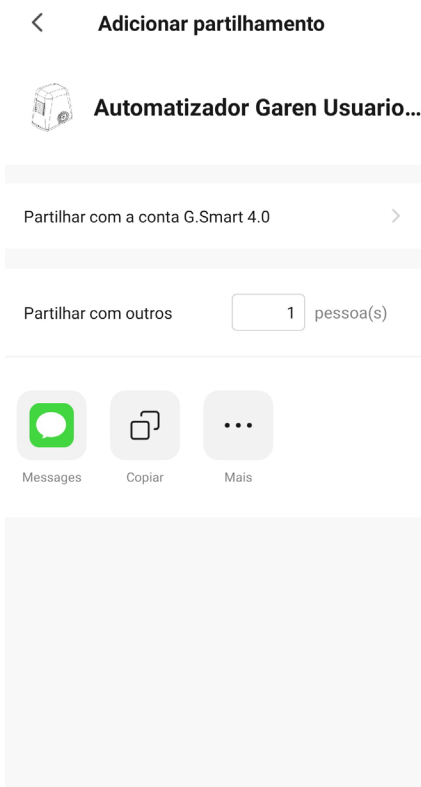 Adicionar partilhamento
Automatizador Garen Usuario...
Partilhar com a conta G.Smart 4.0
Partilhar com outros 1 pessoa(s)
Messages Copiar Mais